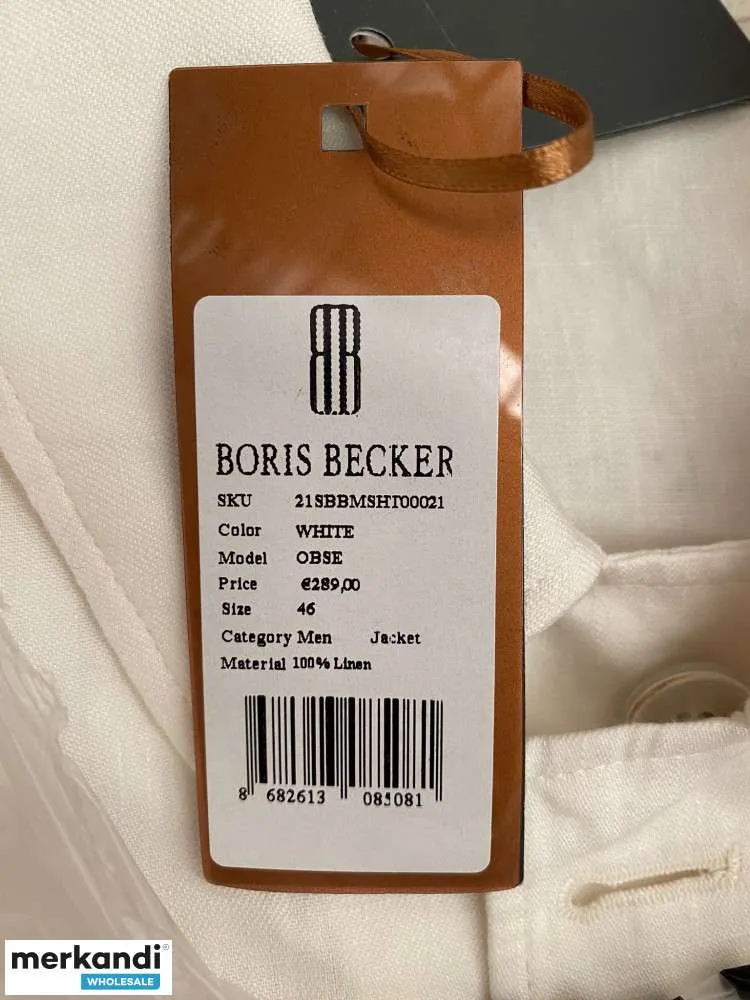 BORIS BECKER
SKU 21SBBMSHT00021
Color WHITE
Model OBSE
Price €289,00
Size 46
Category Men Jacket
Material 100% Linen
8 682613 085081
merkandi®
WHOLESALE